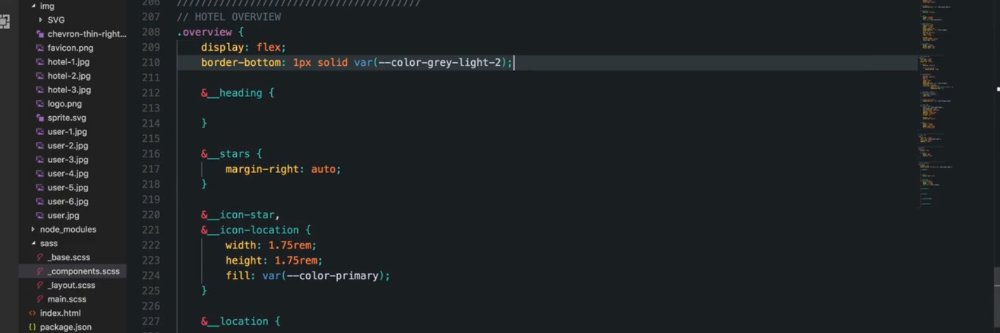 img
SVG
chevron-thin-right...
favicon.png
hotel-1.jpg
hotel-2.jpg
hotel-3.jpg
logo.png
sprite.svg
user-1.jpg
user-2.jpg
user-3.jpg
user-4.jpg
user-5.jpg
user-6.jpg
user.jpg
node_modules
sass
_base.scss
_components.scss
_layout.scss
main.scss
<> index.html
{} package.json
206 ////////////////////////////////////////
207 // HOTEL OVERVIEW
208 .overview {
209 display: flex;
210 border-bottom: 1px solid var(--color-grey-light-2);
211
212 &__heading {
213
214 }
215
216 &__stars {
217 margin-right: auto;
218 }
219
220 &__icon-star,
221 &__icon-location {
222 width: 1.75rem;
223 height: 1.75rem;
224 fill: var(--color-primary);
225 }
226
227 &__location {